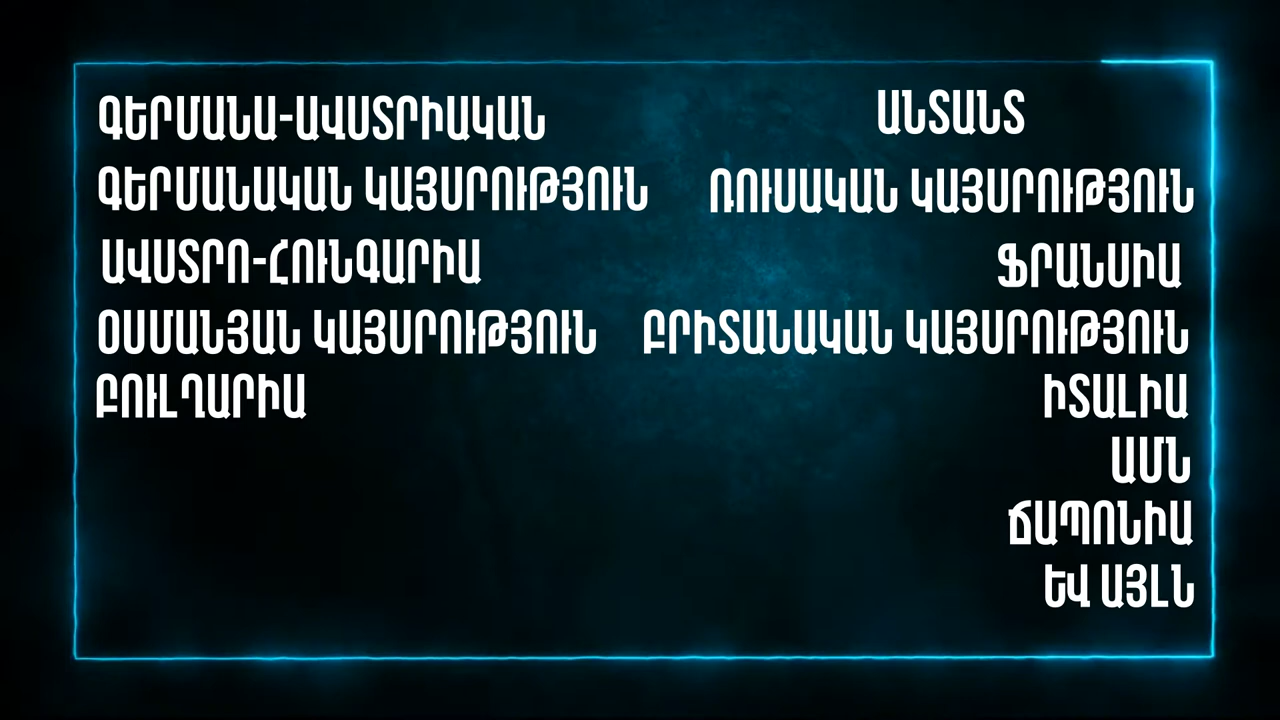 ԳԵՐՄԱՆԱ-ԱՎՍՏՐԻԱԿԱՆ
ԳԵՐՄԱՆԱԿԱՆ ԿԱՅՍՐՈՒԹՅՈՒՆ
ԱՎՍՏՐՈ-ՀՈՒՆԳԱՐԻԱ
ՕՍՄԱՆՅԱՆ ԿԱՅՍՐՈՒԹՅՈՒՆ
ԲՈՒԼՂԱՐԻԱ
ԱՆՏԱՆՏ
ՌՈՒՍԱԿԱՆ ԿԱՅՍՐՈՒԹՅՈՒՆ
ՖՐԱՆՍԻԱ
ԲՐԻՏԱՆԱԿԱՆ ԿԱՅՍՐՈՒԹՅՈՒՆ
ԻՏԱԼԻԱ
ԱՄՆ
ՃԱՊՈՆԻԱ
ԵՎ ԱՅԼՆ